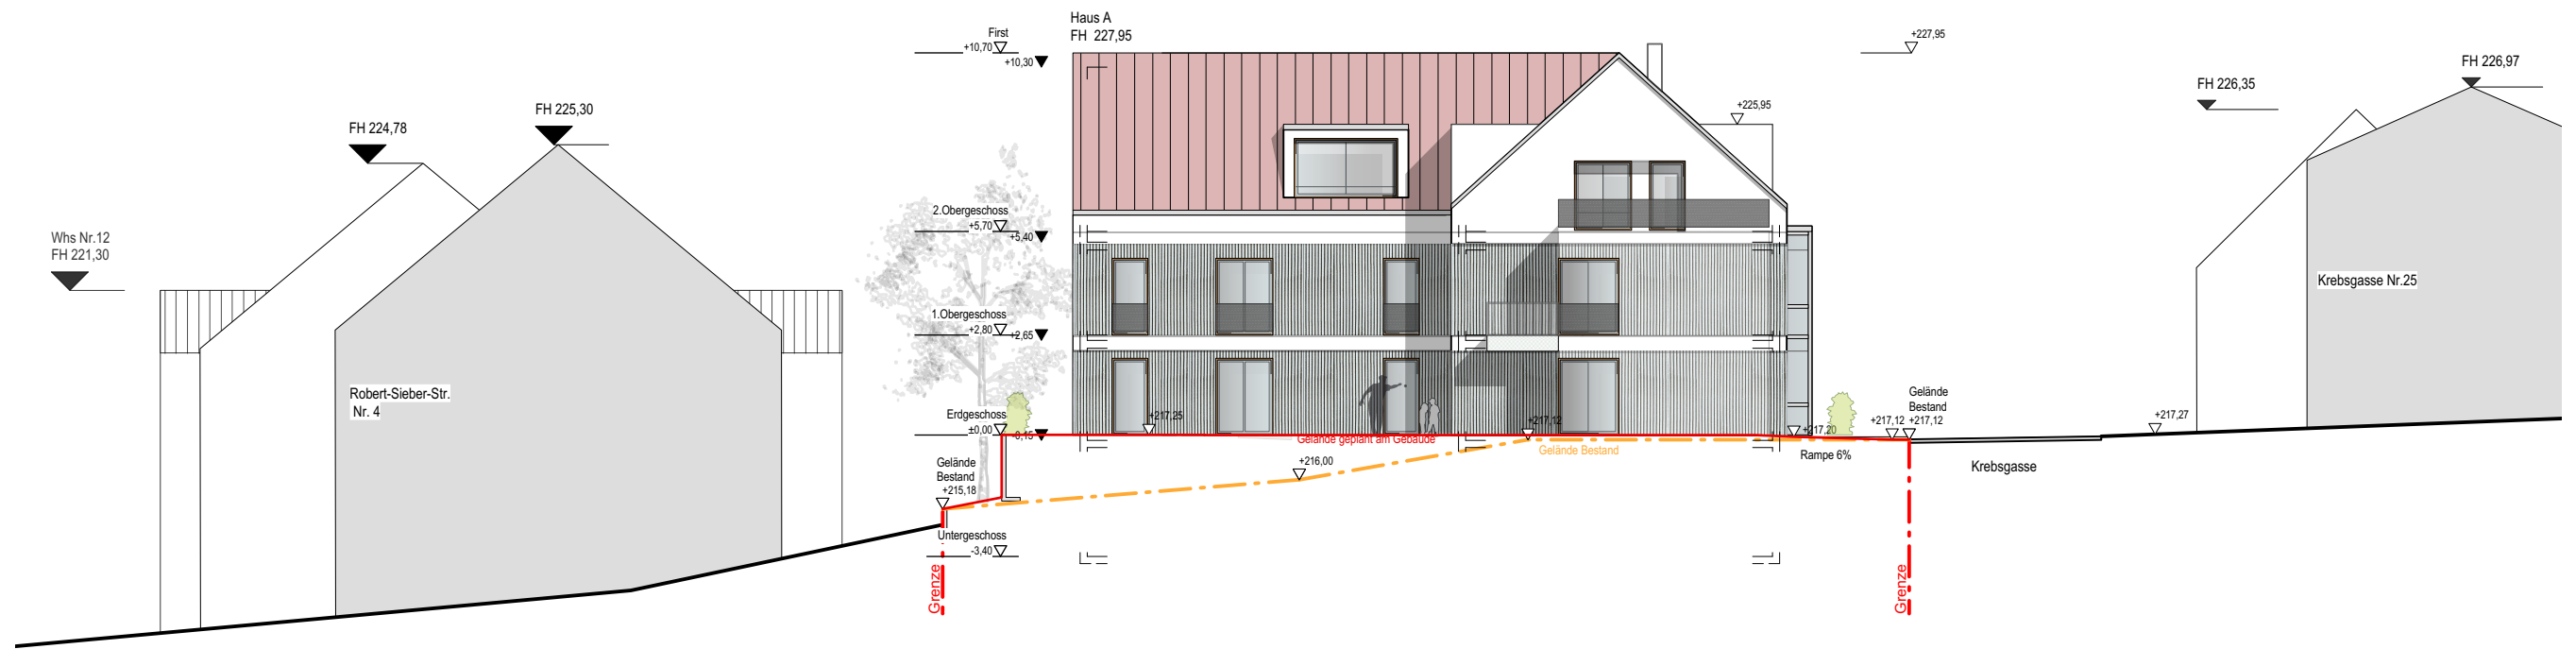 Haus A
FH 227,95
First
+10,70
+10,30
+227,95
FH 226,97
FH 226,35
FH 225,30
FH 224,78
+225,95
Whs Nr.12
FH 221,30
2.Obergeschoss
+5,70
+5,40
Krebsgasse Nr.25
1.Obergeschoss
+2,80
+2,65
Robert-Sieber-Str.
Nr. 4
Erdgeschoss
±0,00
-0,15
+217,25
+217,12
Gelände geplant am Gebäude
Gelände Bestand
+217,20
Rampe 6%
+217,12
Gelände
Bestand
+217,12
+217,27
Krebsgasse
+216,00
Gelände
Bestand
+215,18
Untergeschoss
-3,40
Grenze
Grenze